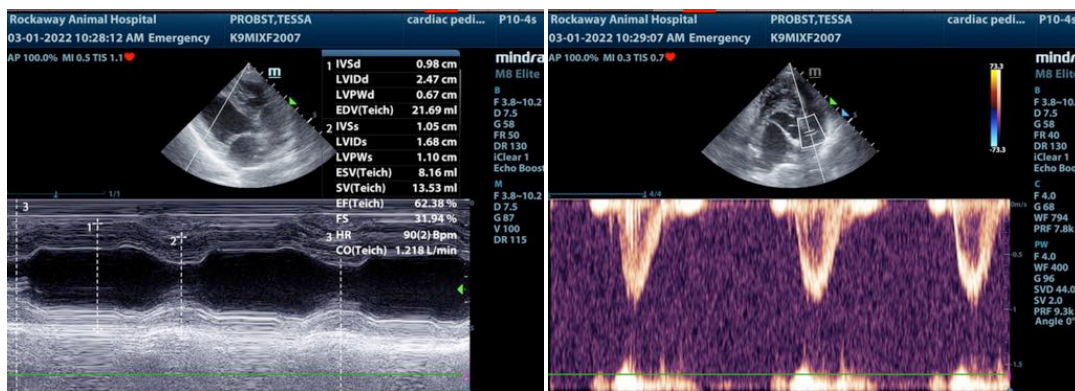 Rockaway Animal Hospital PROBST,TESSA cardiac pedi... P10-4s
03-01-2022 10:28:12 AM Emergency K9MIXF2007
AP 100.0% MI 0.5 TIS 1.1
m
mindra
M8 Elite
B
F 3.8~10.2
D 7.5
G 58
FR 50
DR 130
iClear 1
Echo Boost
M
F 3.8~10.2
D 7.5
G 87
V 100
DR 115
1 IVSd 0.98 cm
LVIDd 2.47 cm
LVPWd 0.67 cm
EDV(Teich) 21.69 ml
2 IVSs 1.05 cm
LVIDs 1.68 cm
LVPWs 1.10 cm
ESV(Teich) 8.16 ml
SV(Teich) 13.53 ml
EF(Teich) 62.38 %
FS 31.94 %
3 HR 90(2) Bpm
CO(Teich) 1.218 L/min
1/1
3
1
2
Rockaway Animal Hospital PROBST,TESSA cardiac pedi... P10-4s
03-01-2022 10:29:07 AM Emergency K9MIXF2007
AP 100.0% MI 0.3 TIS 0.7
m
73.3
-73.3
mindra
M8 Elite
B
F 3.8~10.
D 7.5
G 58
FR 40
DR 130
iClear 1
Echo Boo
C
F 4.0
G 68
WF 794
PRF 7.8k
PW
F 4.0
WF 400
G 96
SVD 44.0
SV 2.0
PRF 9.3k
Angle 0°
4/4
0m/s
-0.5
-1
-1.5